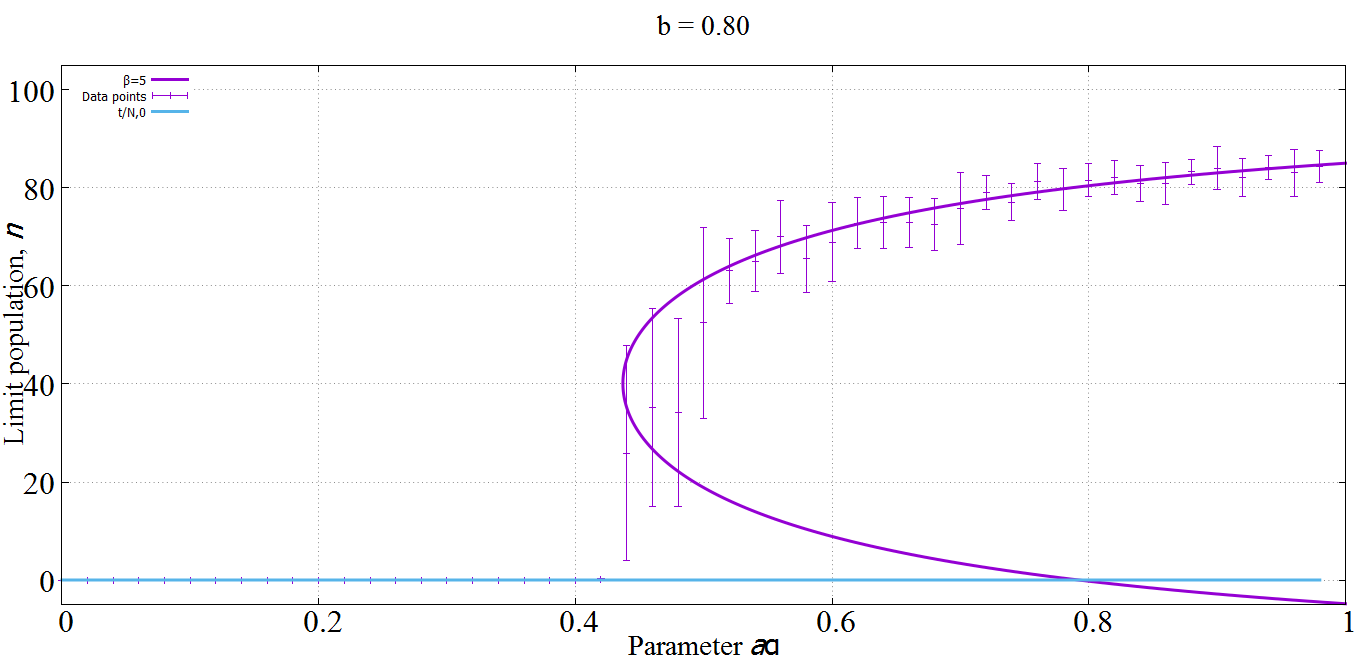 b = 0.80
β=5
Data points
t/N,0
100
80
60
40
20
0
Limit population, n
0 0.2 0.4 0.6 0.8 1
Parameter a